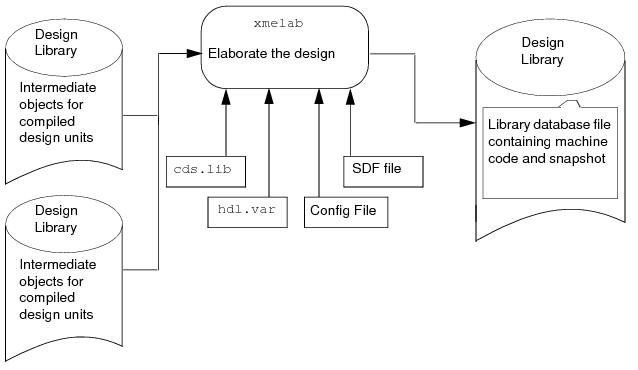 Design
Library
Intermediate
objects for
compiled
design units
Design
Library
Intermediate
objects for
compiled
design units
xmelab
Elaborate the design
cds.lib
hdl.var
Config File
SDF file
Design
Library
Library database file
containing machine
code and snapshot